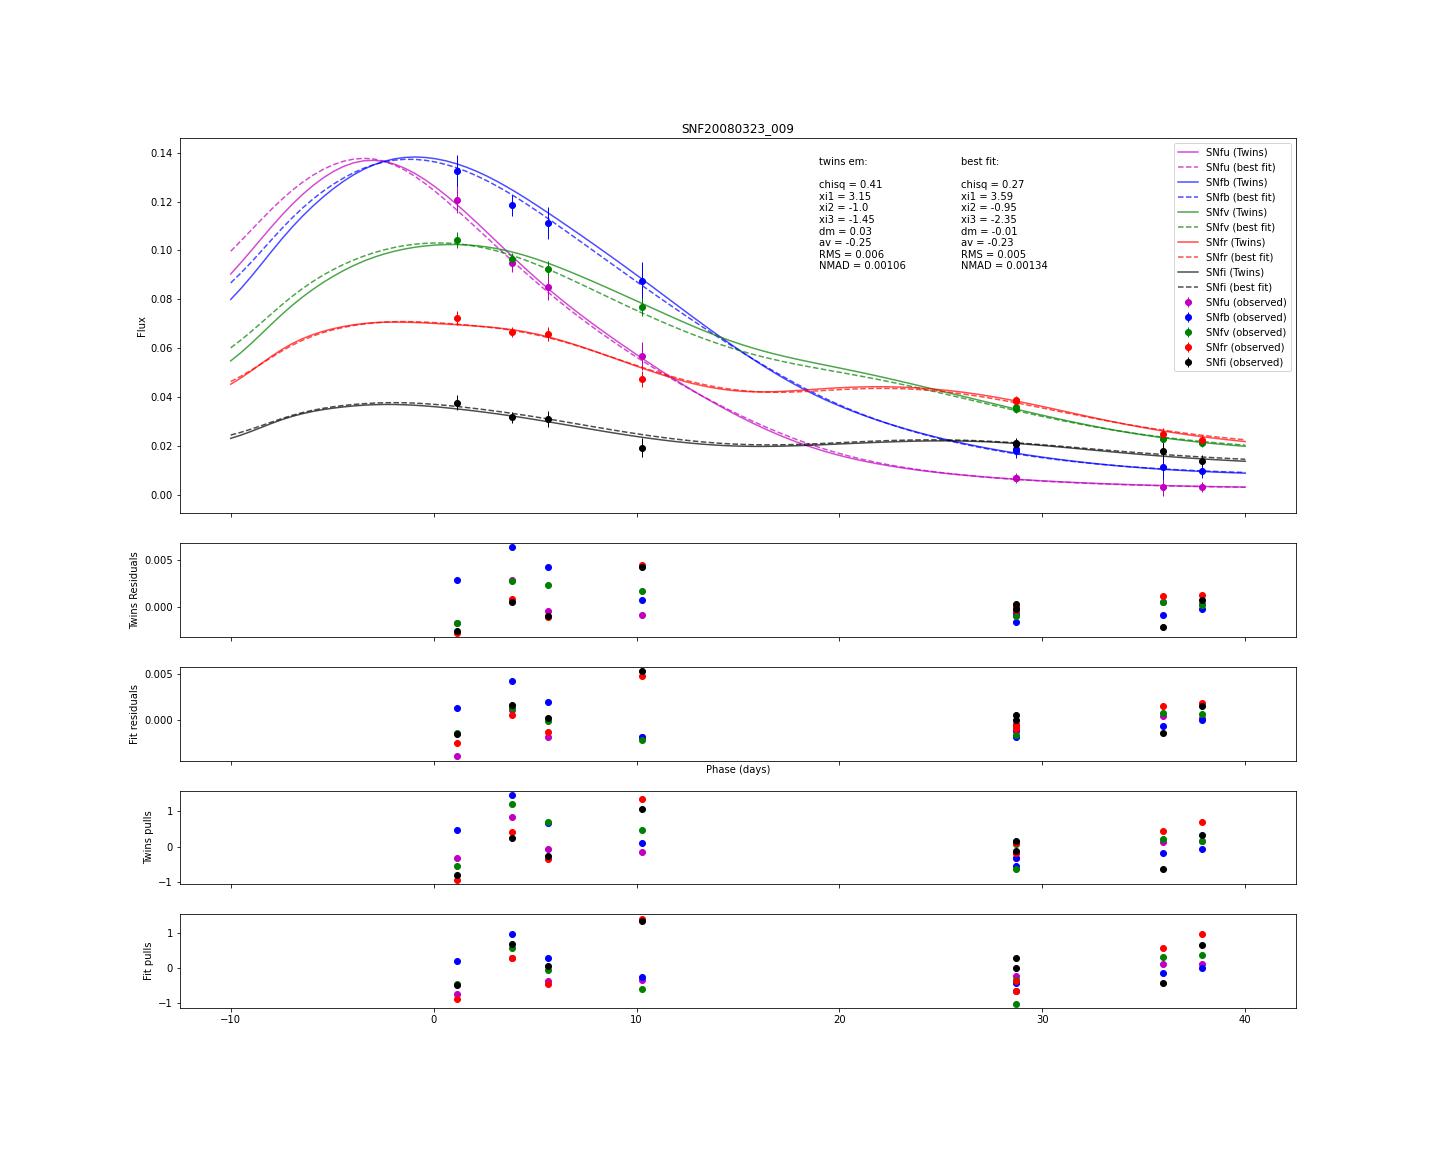 SNF20080323_009
Flux
0.14
0.12
0.10
0.08
0.06
0.04
0.02
0.00
twins em:
chisq = 0.41
xi1 = 3.15
xi2 = -1.0
xi3 = -1.45
dm = 0.03
av = -0.25
RMS = 0.006
NMAD = 0.00106
best fit:
chisq = 0.27
xi1 = 3.59
xi2 = -0.95
xi3 = -2.35
dm = -0.01
av = -0.23
RMS = 0.005
NMAD = 0.00134
SNfu (Twins)
SNfu (best fit)
SNfb (Twins)
SNfb (best fit)
SNfv (Twins)
SNfv (best fit)
SNfr (Twins)
SNfr (best fit)
SNfi (Twins)
SNfi (best fit)
SNfu (observed)
SNfb (observed)
SNfv (observed)
SNfr (observed)
SNfi (observed)
Twins Residuals
0.005
0.000
Fit residuals
0.005
0.000
Phase (days)
Twins pulls
1
0
−1
Fit pulls
1
0
−1
−10
0
10
20
30
40